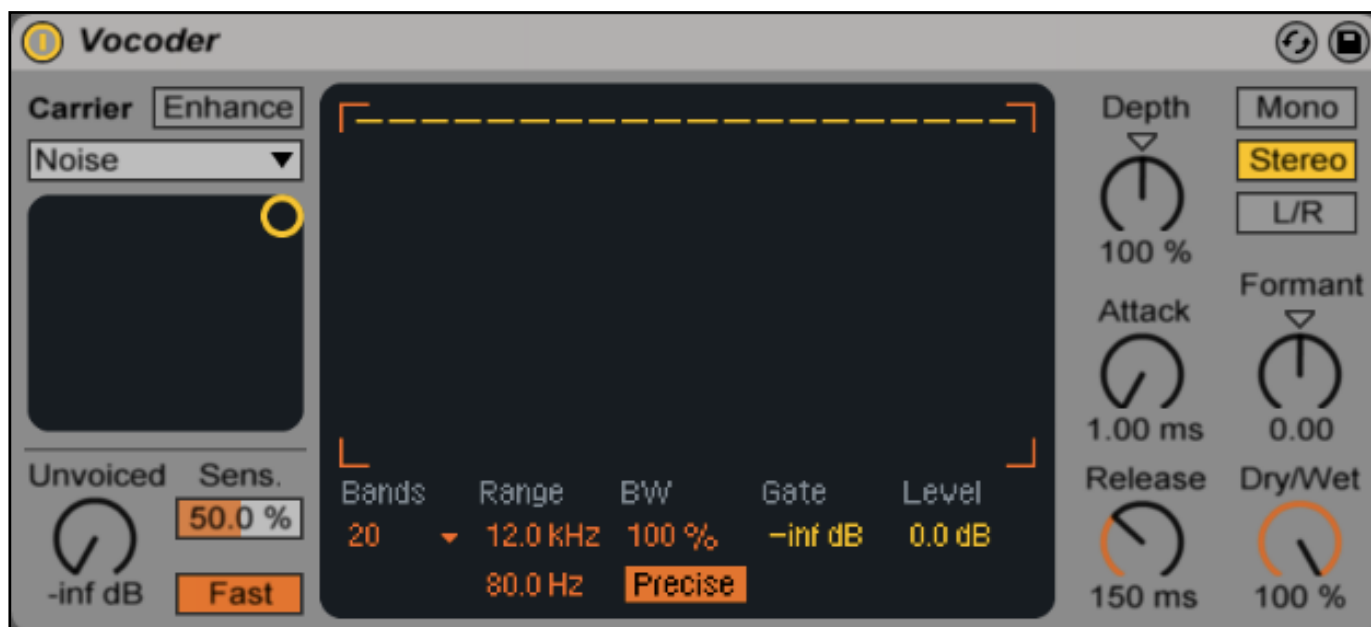 Vocoder
Carrier Enhance
Noise
Unvoiced Sens.
50.0 %
-inf dB Fast
Bands Range BW Gate Level
20 12.0 kHz 100 % -inf dB 0.0 dB
80.0 Hz Precise
Depth
100 %
Mono
Stereo
L/R
Attack
1.00 ms
Formant
0.00
Release
150 ms
Dry/Wet
100 %